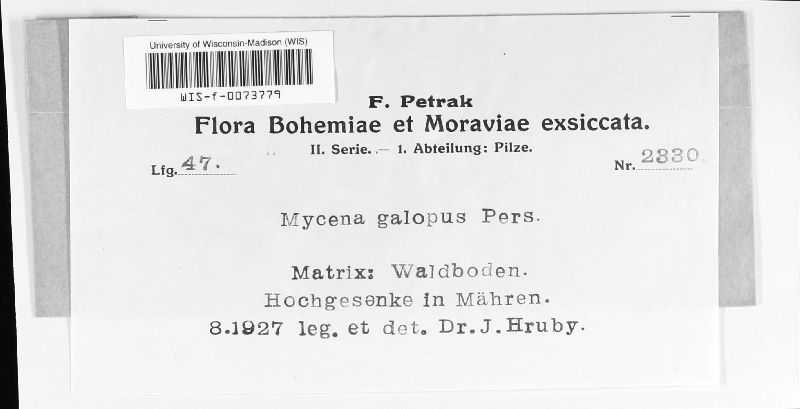 University of Wisconsin-Madison (WIS)
WIS-f-0073779
F. Petrak
Flora Bohemiae et Moraviae exsiccata.
II. Serie. — 1. Abteilung: Pilze.
Lfg. 47.
Nr. 2330.
Mycena galopus Pers.
Matrix: Waldboden.
Hochgesenke in Mähren.
8.1927 leg. et det. Dr.J.Hruby.